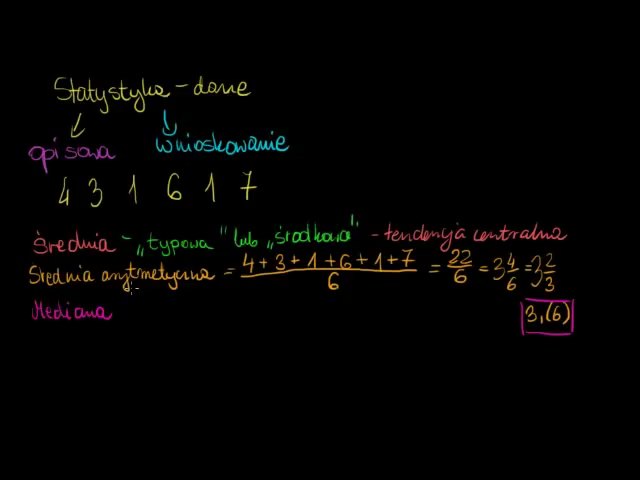 Statystyka - dane
opisowa wnioskowanie
4 3 1 6 1 7
średnia - „typowa" lub „środkowa" - tendencja centralna
Średnia arytmetyczna = 4+3+1+6+1+7 / 6 = 22/6 = 3 4/6 = 3 2/3
Mediana 3,(6)